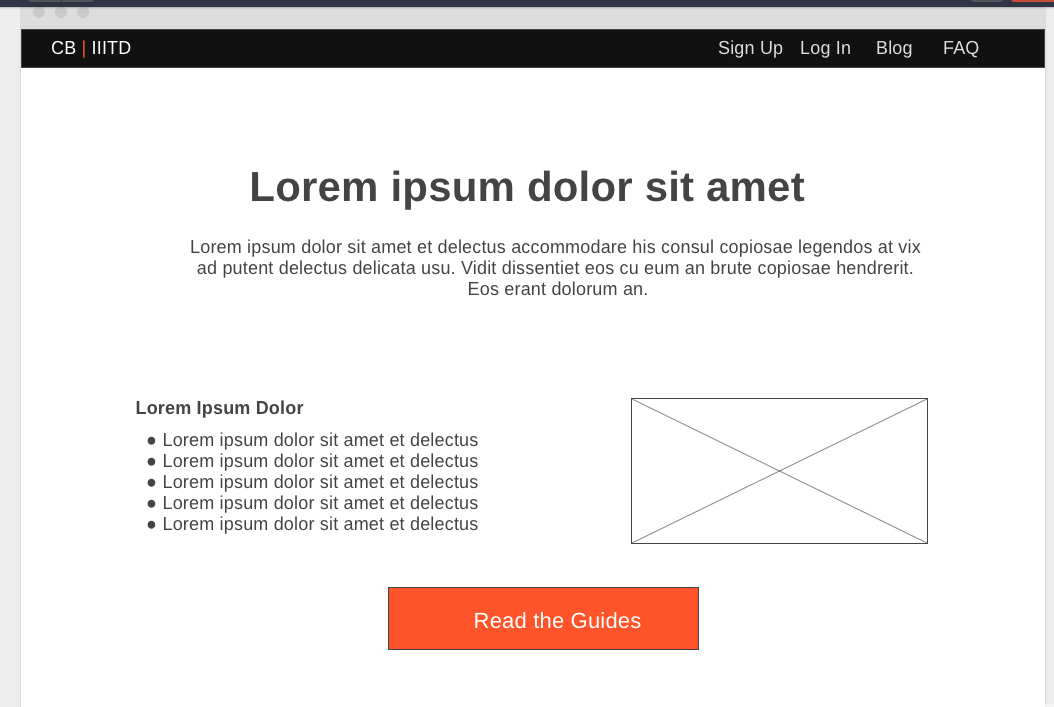 CB | IIITD Sign Up Log In Blog FAQ
Lorem ipsum dolor sit amet
Lorem ipsum dolor sit amet et delectus accommodare his consul copiosae legendos at vix
ad putent delectus delicata usu. Vidit dissentiet eos cu eum an brute copiosae hendrerit.
Eos erant dolorum an.
Lorem Ipsum Dolor
● Lorem ipsum dolor sit amet et delectus
● Lorem ipsum dolor sit amet et delectus
● Lorem ipsum dolor sit amet et delectus
● Lorem ipsum dolor sit amet et delectus
● Lorem ipsum dolor sit amet et delectus
Read the Guides